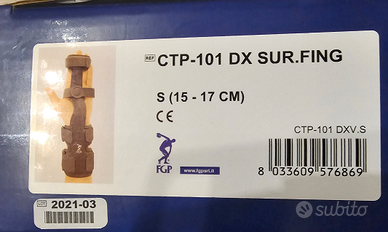 REF CTP-101 DX SUR.FING
S (15 - 17 CM)
CE
CTP-101 DXV.S
FGP
www.fgpsrl.it
8 033609 576869
2021-03
subito